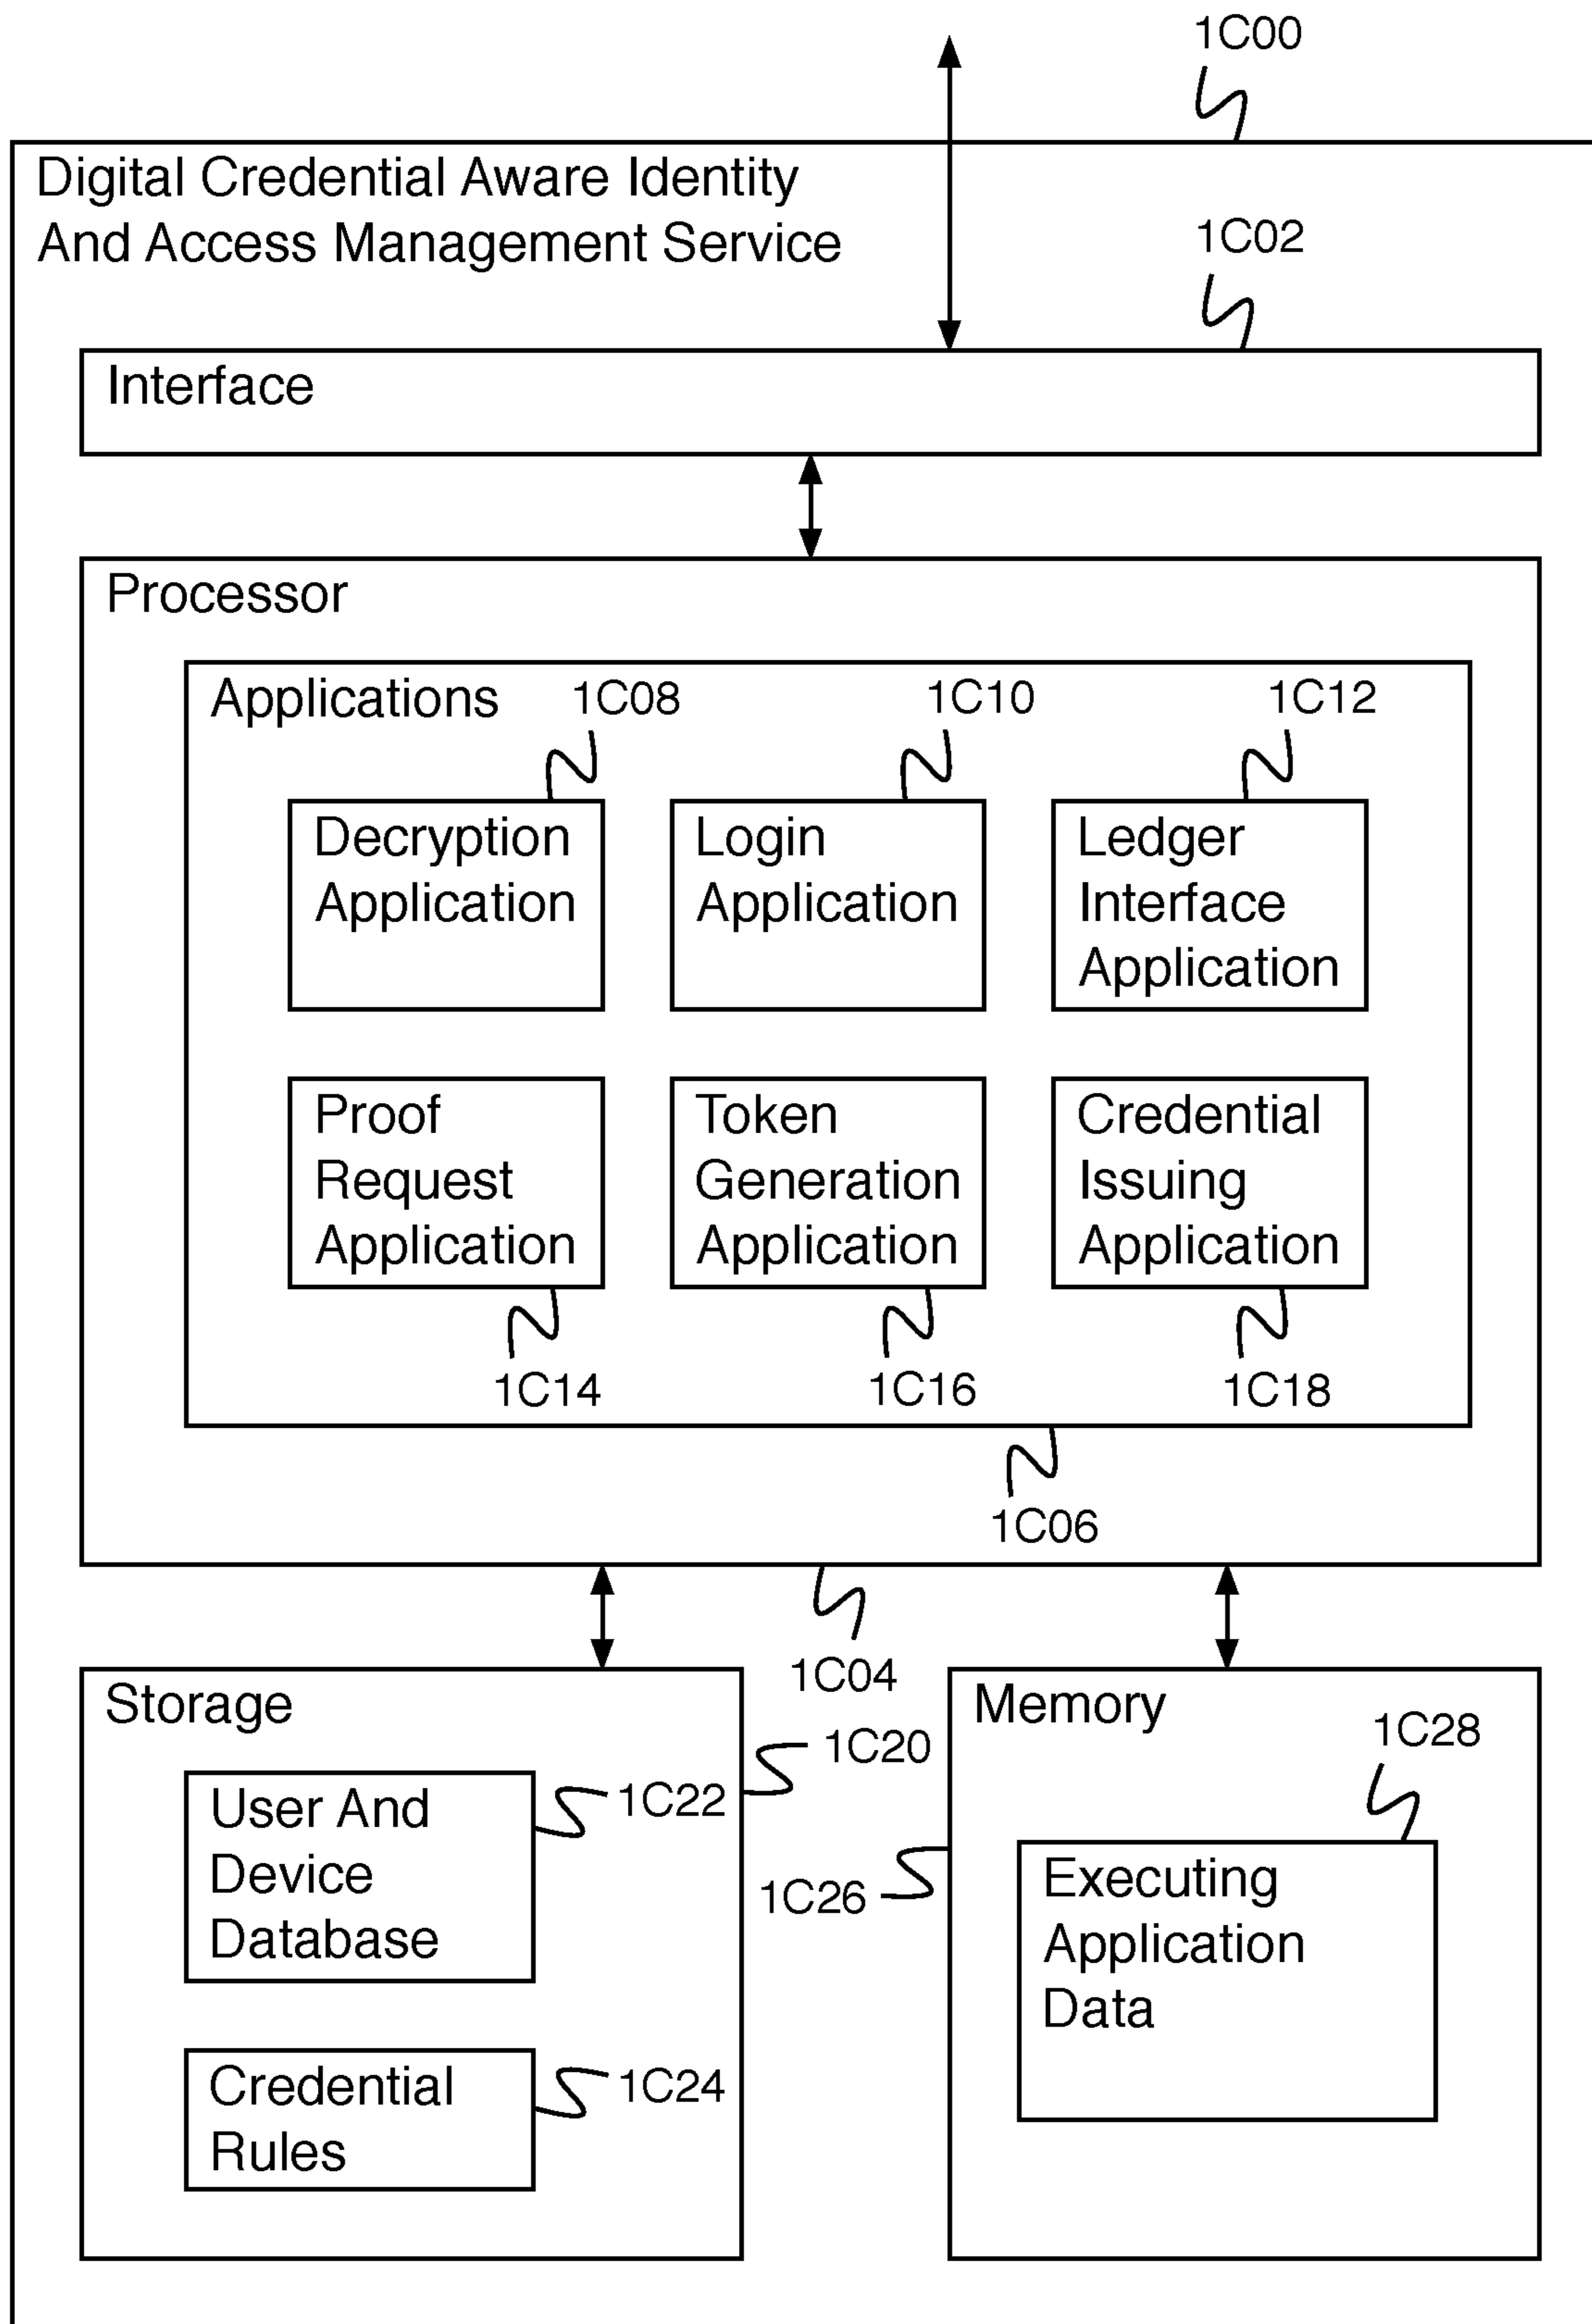 1C00
Digital Credential Aware Identity
And Access Management Service
1C02
Interface
Processor
Applications
1C08
1C10
1C12
Decryption
Application
Login
Application
Ledger
Interface
Application
Proof
Request
Application
Token
Generation
Application
Credential
Issuing
Application
1C14
1C16
1C18
1C06
1C04
Storage
1C20
User And
Device
Database
1C22
Credential
Rules
1C24
Memory
1C28
1C26
Executing
Application
Data